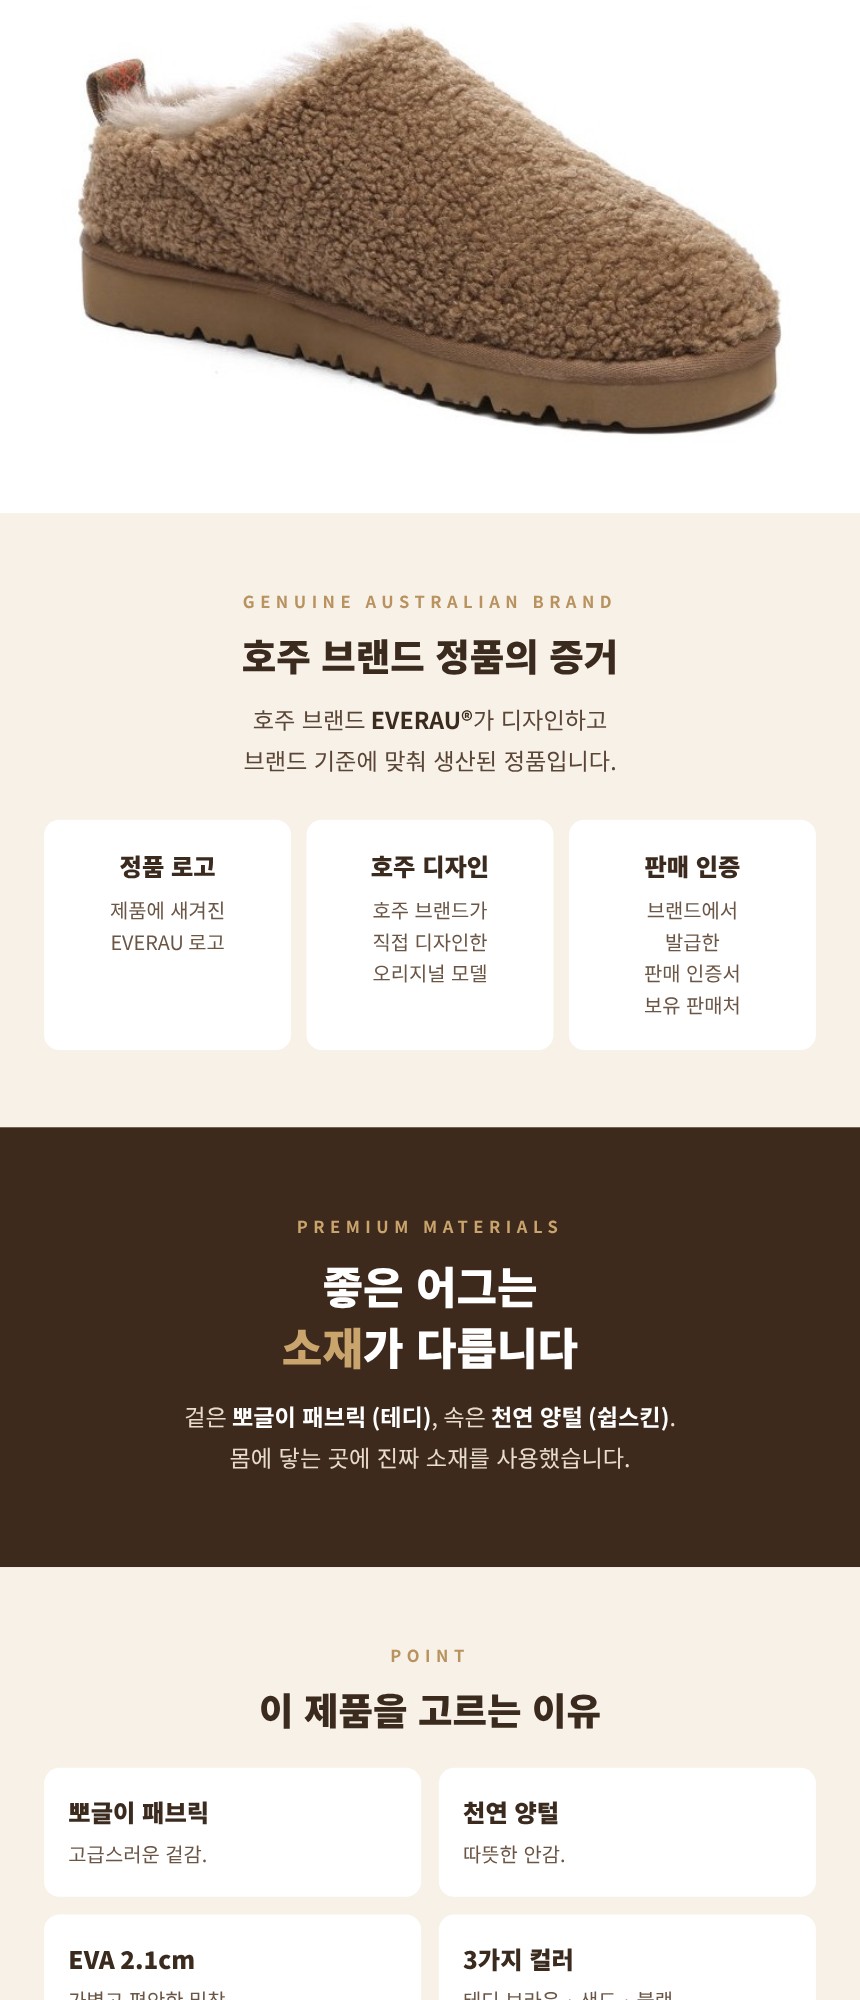 GENUINE AUSTRALIAN BRAND
호주 브랜드 정품의 증거
호주 브랜드 EVERAU®가 디자인하고
브랜드 기준에 맞춰 생산된 정품입니다.
정품 로고
제품에 새겨진
EVERAU 로고
호주 디자인
호주 브랜드가
직접 디자인한
오리지널 모델
판매 인증
브랜드에서
발급한
판매 인증서
보유 판매처
PREMIUM MATERIALS
좋은 어그는
소재가 다릅니다
겉은 뽀글이 패브릭 (테디), 속은 천연 양털 (쉽스킨).
몸에 닿는 곳에 진짜 소재를 사용했습니다.
POINT
이 제품을 고르는 이유
뽀글이 패브릭
고급스러운 겉감.
천연 양털
따뜻한 안감.
EVA 2.1cm
3가지 컬러